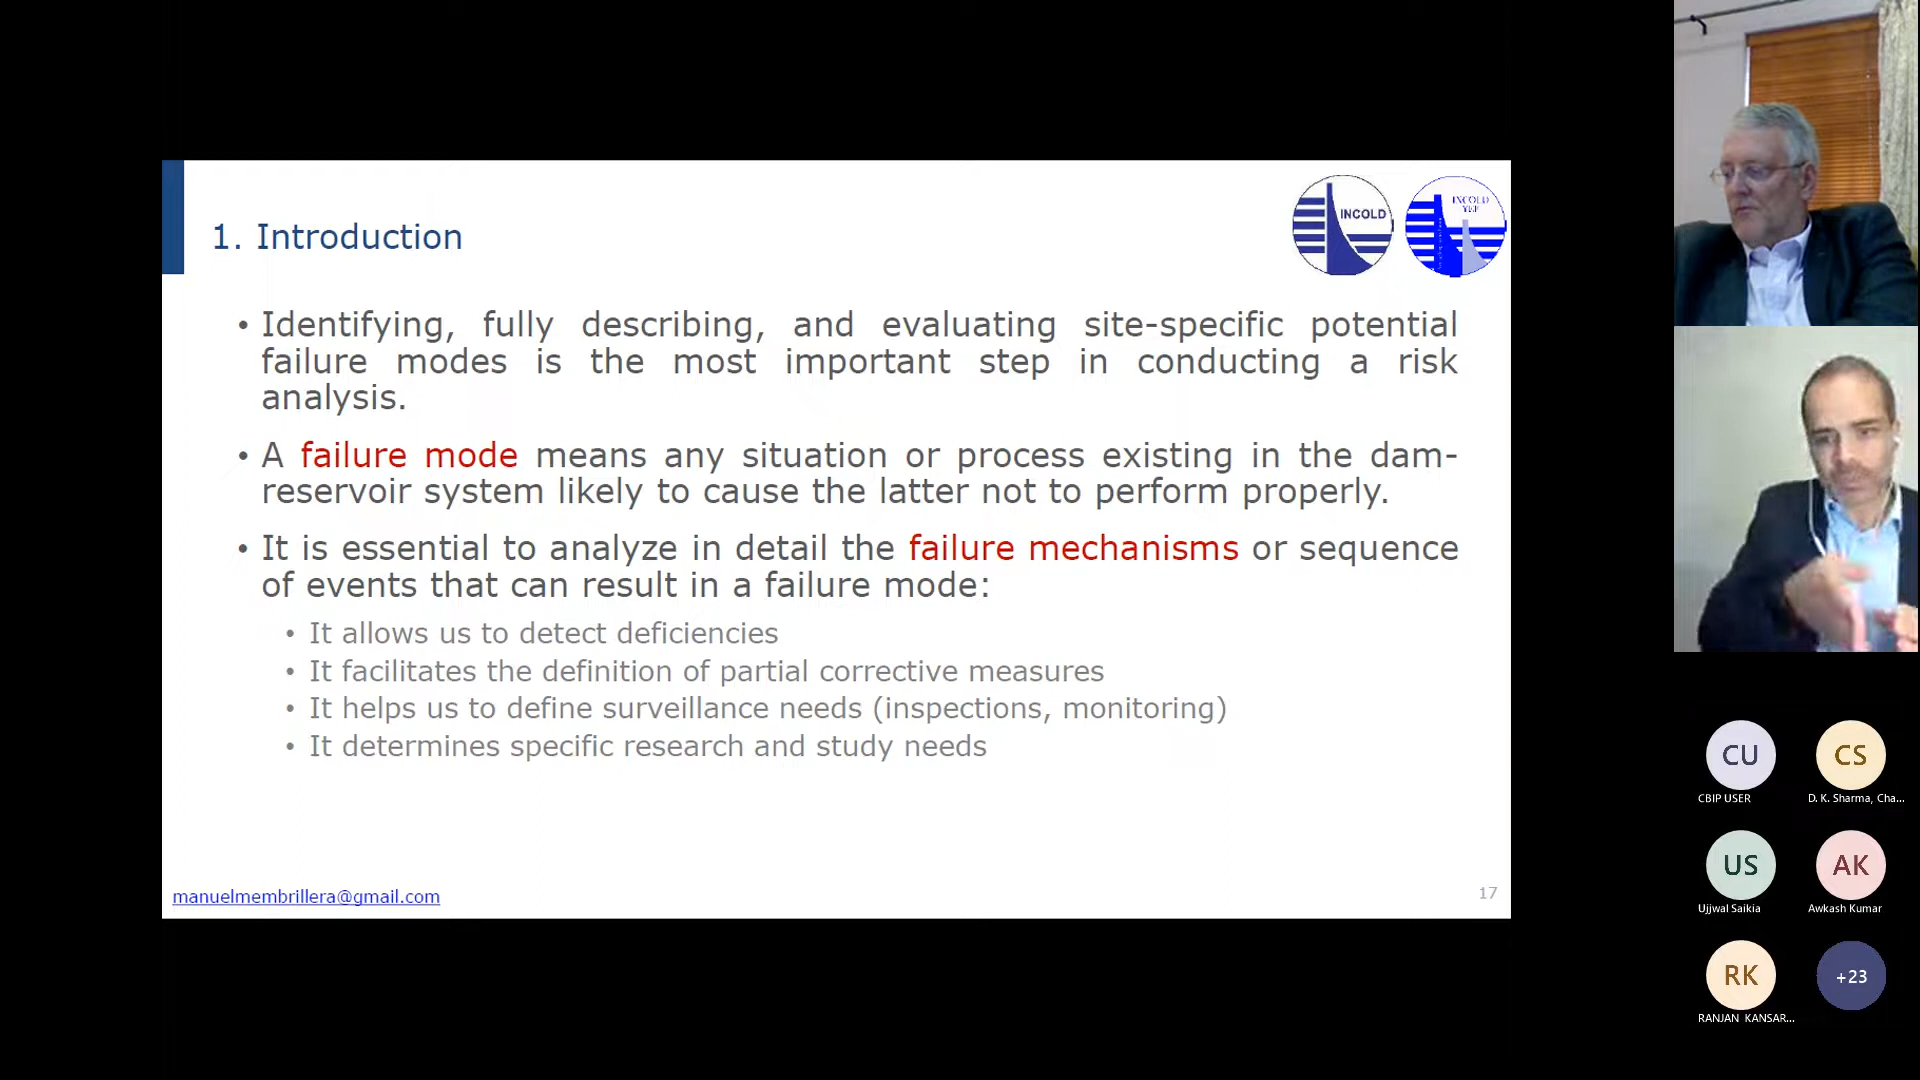 1. Introduction
INCOLD
INCOLD
YEF
• Identifying, fully describing, and evaluating site-specific potential
failure modes is the most important step in conducting a risk
analysis.
• A failure mode means any situation or process existing in the dam-
reservoir system likely to cause the latter not to perform properly.
• It is essential to analyze in detail the failure mechanisms or sequence
of events that can result in a failure mode:
• It allows us to detect deficiencies
• It facilitates the definition of partial corrective measures
• It helps us to define surveillance needs (inspections, monitoring)
• It determines specific research and study needs
manuelmembrillera@gmail.com
17
CU
CS
CBIP USER
D. K. Sharma, Cha...
US
AK
Ujjwal Saikia
Awkash Kumar
RK
+23
RANJAN KANSAR...